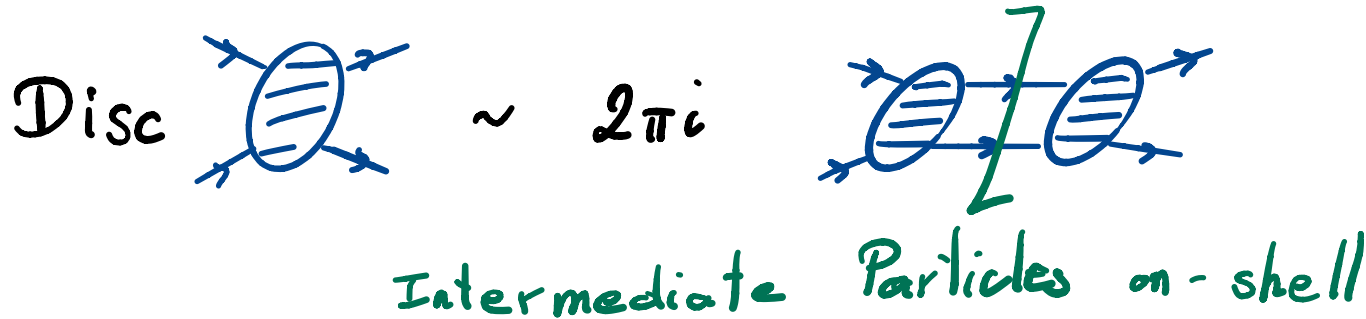 Disc ~ 2πi
Intermediate Particles on-shell